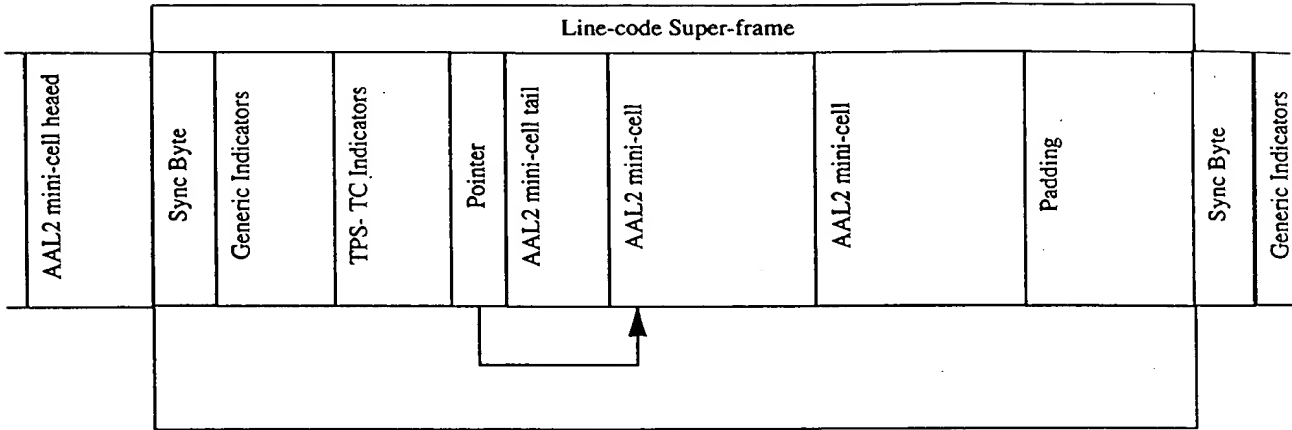 Line-code Super-frame
AAL2 mini-cell heaed
Sync Byte
Generic Indicators
TPS- TC Indicators
Pointer
AAL2 mini-cell tail
AAL2 mini-cell
AAL2 mini-cell
Padding
Sync Byte
Generic Indicators